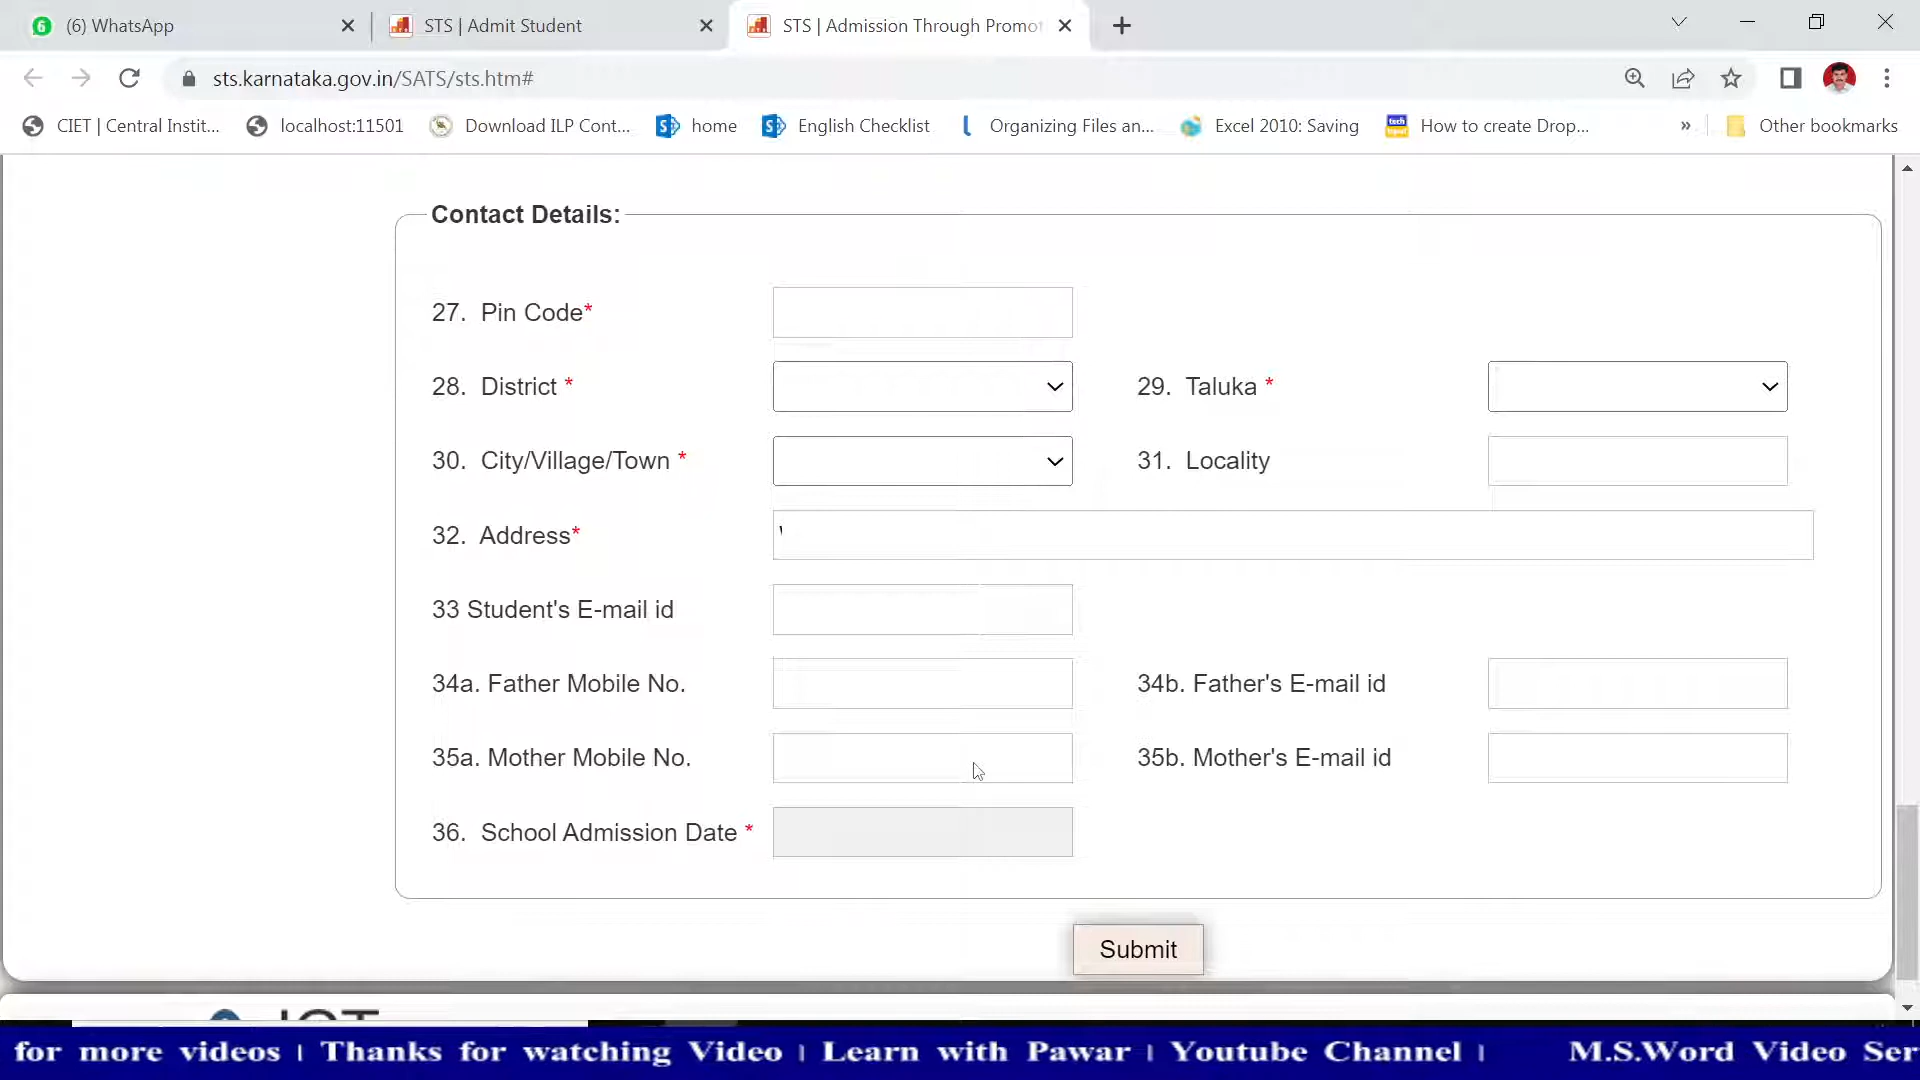 (6) WhatsApp
STS | Admit Student
STS | Admission Through Promot
sts.karnataka.gov.in/SATS/sts.htm#
CIET | Central Instit...
localhost:11501
Download ILP Cont...
home
English Checklist
Organizing Files an...
Excel 2010: Saving
How to create Drop...
»
Other bookmarks
Contact Details:
27. Pin Code*
28. District *
29. Taluka *
30. City/Village/Town *
31. Locality
32. Address*
33 Student's E-mail id
34a. Father Mobile No.
34b. Father's E-mail id
35a. Mother Mobile No.
35b. Mother's E-mail id
36. School Admission Date *
Submit
for more videos | Thanks for watching Video | Learn with Pawar | Youtube Channel | M.S.Word Video Ser